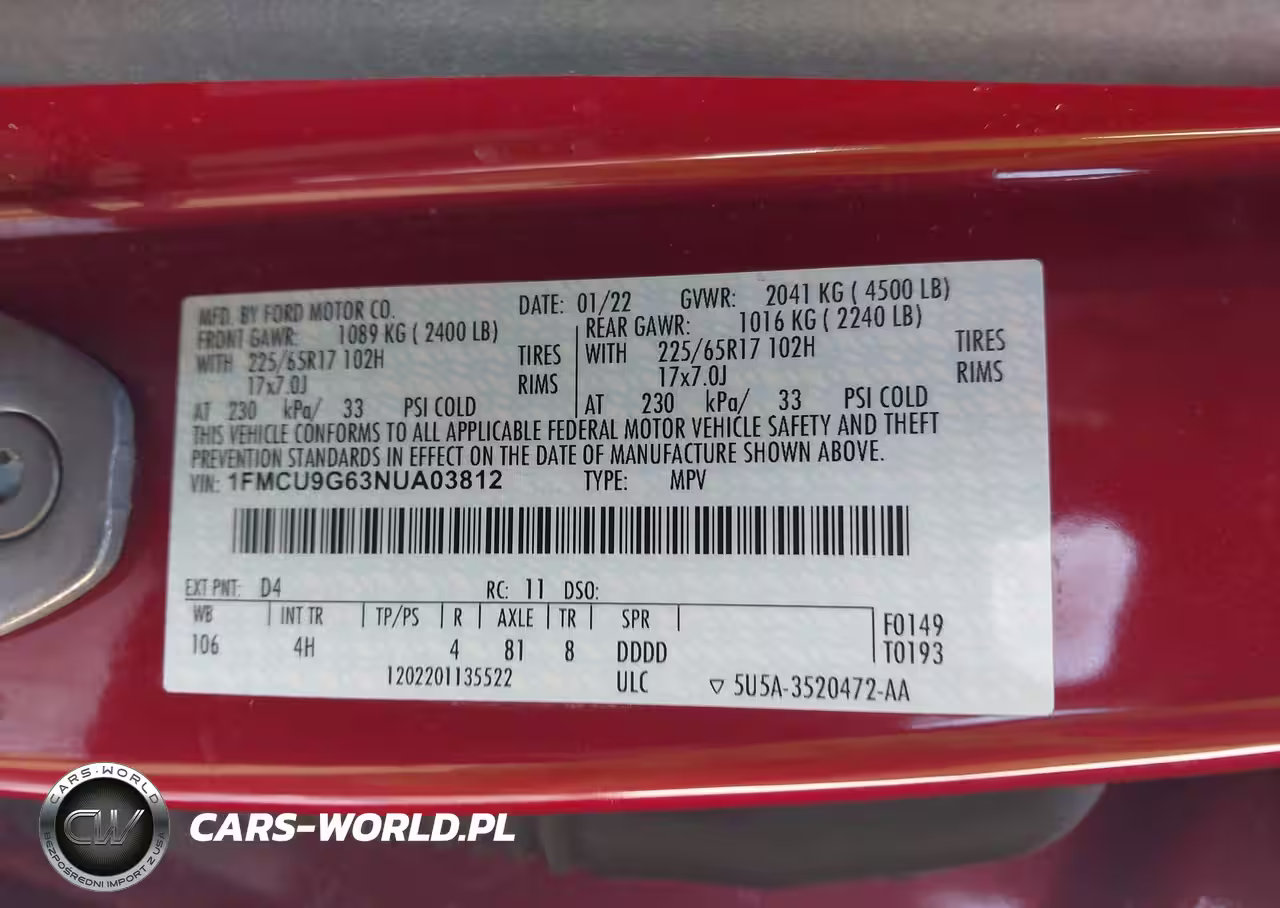 MFD. BY FORD MOTOR CO. DATE: 01/22 GVWR: 2041 KG ( 4500 LB)
FRONT GAWR: 1089 KG ( 2400 LB) REAR GAWR: 1016 KG ( 2240 LB)
WITH 225/65R17 102H TIRES WITH 225/65R17 102H TIRES
17x7.0J RIMS 17x7.0J RIMS
AT 230 kPa/ 33 PSI COLD AT 230 kPa/ 33 PSI COLD
THIS VEHICLE CONFORMS TO ALL APPLICABLE FEDERAL MOTOR VEHICLE SAFETY AND THEFT
PREVENTION STANDARDS IN EFFECT ON THE DATE OF MANUFACTURE SHOWN ABOVE.
VIN: 1FMCU9G63NUA03812 TYPE: MPV
EXT PNT: D4 RC: 11 DSO:
WB INT TR TP/PS R AXLE TR SPR F0149
106 4H 4 81 8 DDDD T0193
1202201135522 ULC ▽ 5U5A-3520472-AA
CARS-WORLD
CW
BEZPOŚREDNI IMPORT Z USA
CARS-WORLD.PL